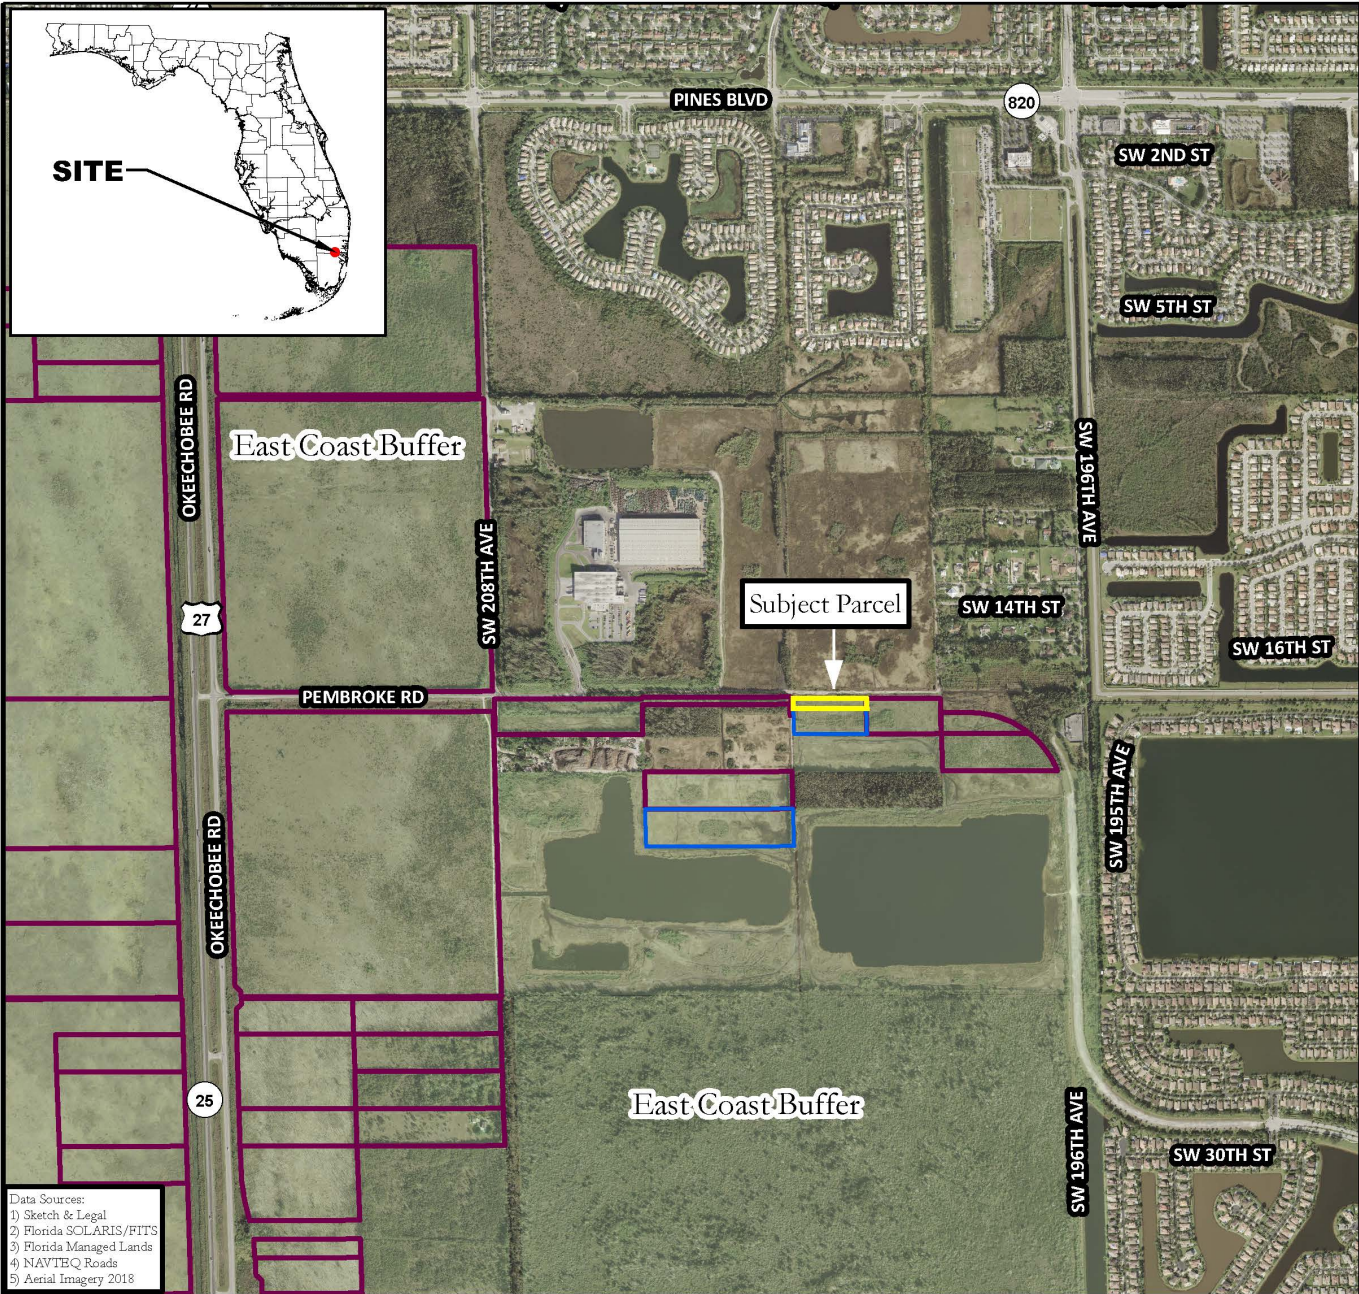 SITE
PINES BLVD
820
SW 2ND ST
SW 5TH ST
OKEECHOBEE RD
East Coast Buffer
SW 196TH AVE
SW 208TH AVE
27
Subject Parcel
SW 14TH ST
SW 16TH ST
PEMBROKE RD
SW 195TH AVE
OKEECHOBEE RD
25
East Coast Buffer
SW 196TH AVE
SW 30TH ST
Data Sources:
1) Sketch & Legal
2) Florida SOLARIS/FITS
3) Florida Managed Lands
4) NAVTEQ Roads
5) Aerial Imagery 2018